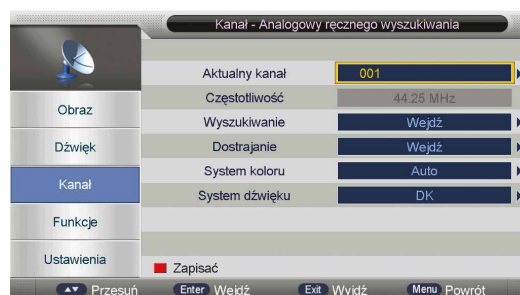 Kanał - Analogowy ręcznego wyszukiwania
Aktualny kanał 001
Częstotliwość 44.25 MHz
Wyszukiwanie Wejdź
Dostrajanie Wejdź
System koloru Auto
System dźwięku DK
Obraz
Dźwięk
Kanał
Funkcje
Ustawienia
Zapisać
Przesuń Enter Wejdź Exit Wyjdź Menu Powrót